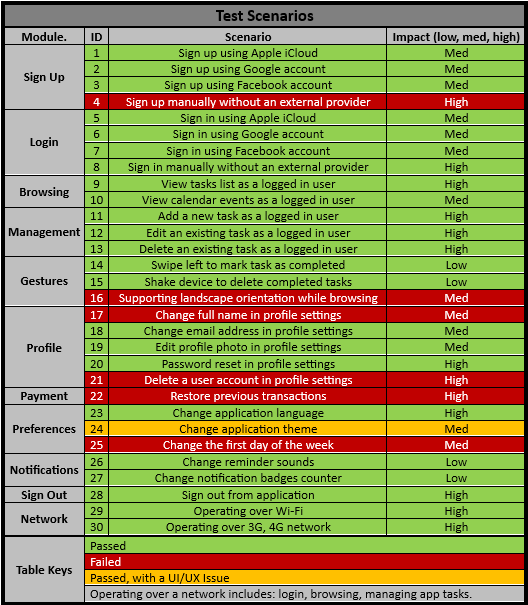 Test Scenarios
Module. ID Scenario Impact (low, med, high)
Sign Up
1 Sign up using Apple iCloud Med
2 Sign up using Google account Med
3 Sign up using Facebook account Med
4 Sign up manually without an external provider High
Login
5 Sign in using Apple iCloud Med
6 Sign in using Google account Med
7 Sign in using Facebook account Med
8 Sign in manually without an external provider High
Browsing
9 View tasks list as a logged in user High
10 View calendar events as a logged in user Med
Management
11 Add a new task as a logged in user High
12 Edit an existing task as a logged in user High
13 Delete an existing task as a logged in user High
Gestures
14 Swipe left to mark task as completed Low
15 Shake device to delete completed tasks Low
16 Supporting landscape orientation while browsing Med
Profile
17 Change full name in profile settings Med
18 Change email address in profile settings Med
19 Edit profile photo in profile settings Med
20 Password reset in profile settings High
21 Delete a user account in profile settings High
Payment
22 Restore previous transactions High
Preferences
23 Change application language High
24 Change application theme Med
25 Change the first day of the week Med
Notifications
26 Change reminder sounds Low
27 Change notification badges counter Low
Sign Out
28 Sign out from application High
Network
29 Operating over Wi-Fi High
30 Operating over 3G, 4G network High
Table Keys
Passed
Failed
Passed, with a UI/UX Issue
Operating over a network includes: login, browsing, managing app tasks.